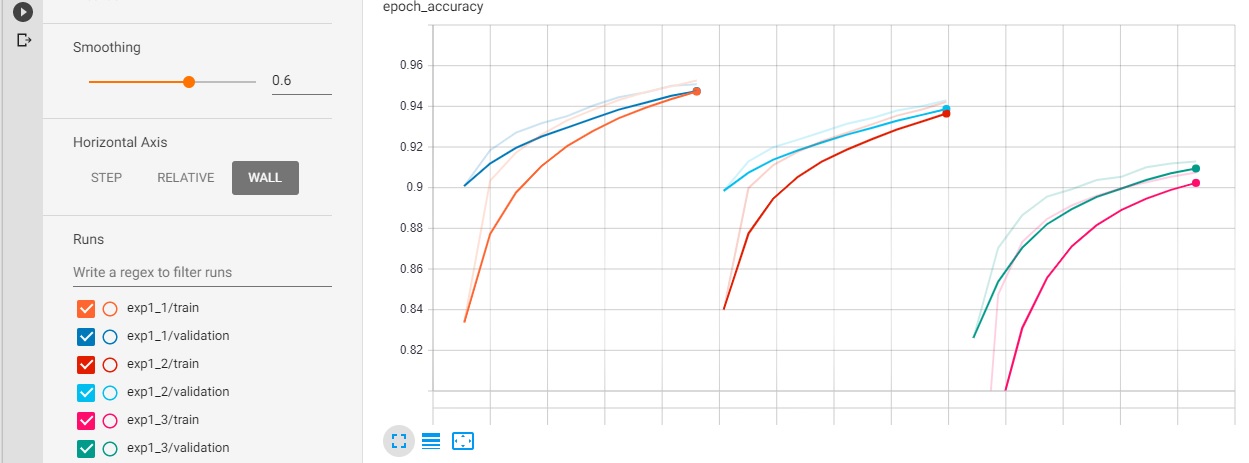 epoch_accuracy
Smoothing
0.6
Horizontal Axis
STEP RELATIVE WALL
Runs
Write a regex to filter runs
exp1_1/train
exp1_1/validation
exp1_2/train
exp1_2/validation
exp1_3/train
exp1_3/validation
0.96
0.94
0.92
0.9
0.88
0.86
0.84
0.82